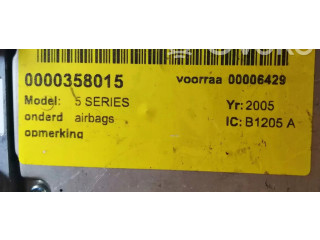 0000358015 voorraa 00006429
Model: 5 SERIES Yr: 2005
onderd airbags IC: B1205 A
opmerking